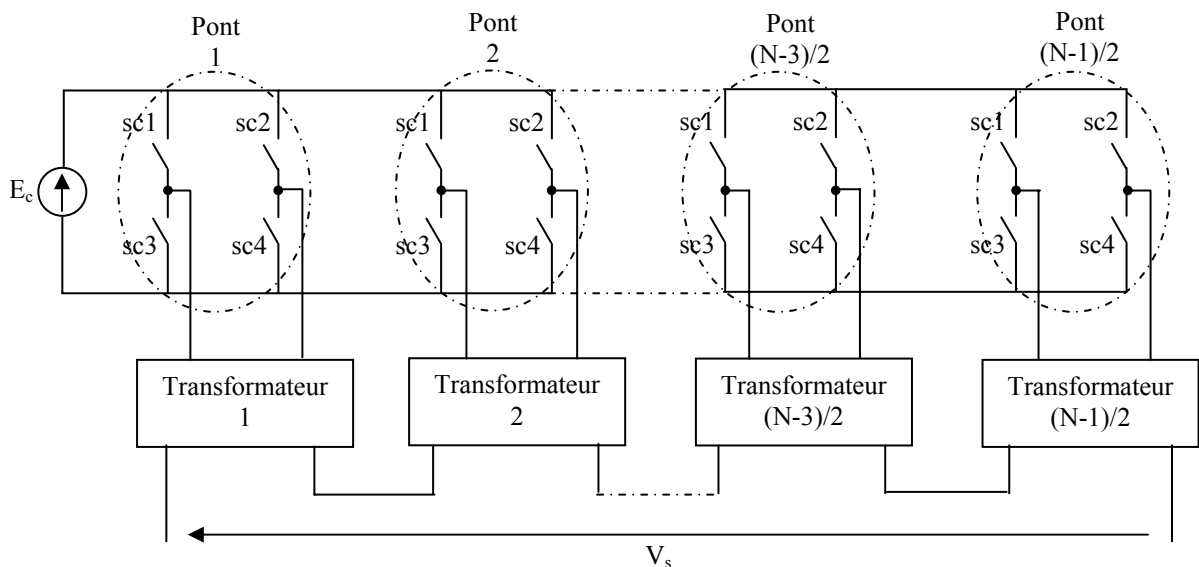 Pont
1
Pont
2
Pont
(N-3)/2
Pont
(N-1)/2
sc1
sc2
sc1
sc2
sc1
sc2
sc1
sc2
Ec
sc3
sc4
sc3
sc4
sc3
sc4
sc3
sc4
Transformateur
1
Transformateur
2
Transformateur
(N-3)/2
Transformateur
(N-1)/2
Vs